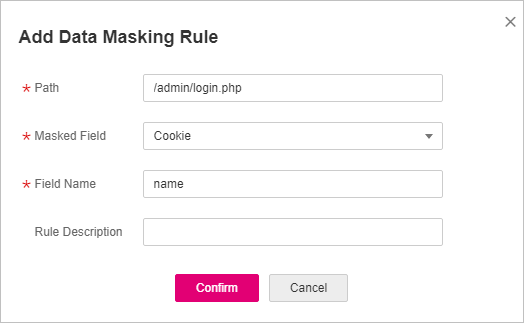 Add Data Masking Rule
* Path /admin/login.php
* Masked Field Cookie
* Field Name name
Rule Description
Confirm Cancel